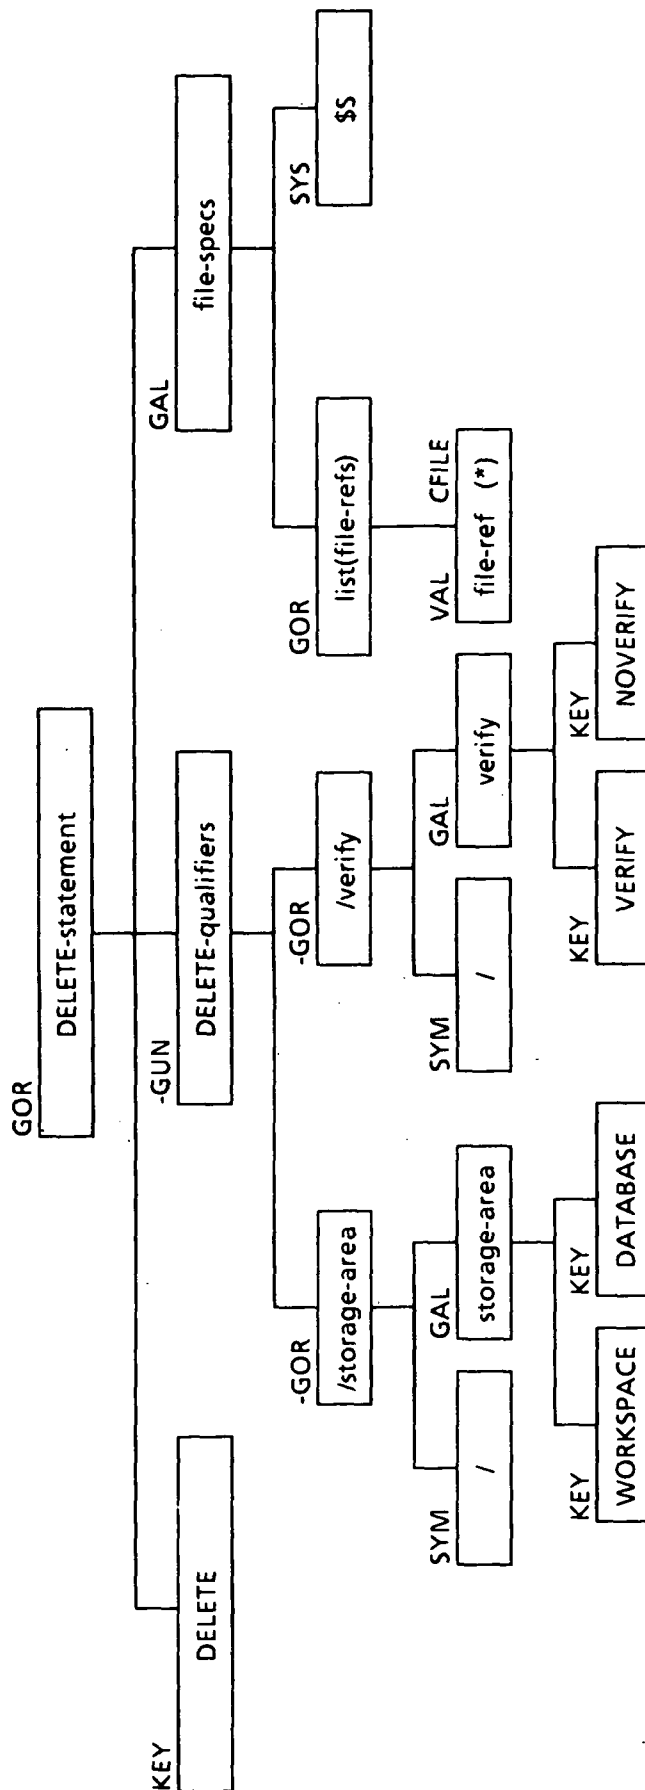 GOR
DELETE-statement
KEY
DELETE
-GUN
DELETE-qualifiers
GAL
file-specs
-GOR
/storage-area
-GOR
/verify
GOR
list(file-refs)
SYS
$S
SYM
/
GAL
storage-area
SYM
/
GAL
verify
VAL CFILE
file-ref (*)
KEY
WORKSPACE
KEY
DATABASE
KEY
VERIFY
KEY
NOVERIFY